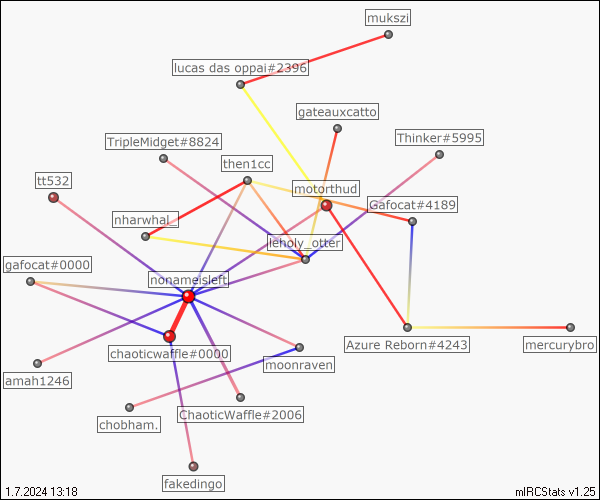 mukszi
lucas das oppai#2396
gateauxcatto
TripleMidget#8824
Thinker#5995
then1cc
tt532
motorthud
Gafocat#4189
nharwhal_
leholy_otter
gafocat#0000
nonameisleft
chaoticwaffle#0000
Azure Reborn#4243
mercurybro
moonraven
amah1246
ChaoticWaffle#2006
chobham.
fakedingo
1.7.2024 13:18
mIRCStats v1.25